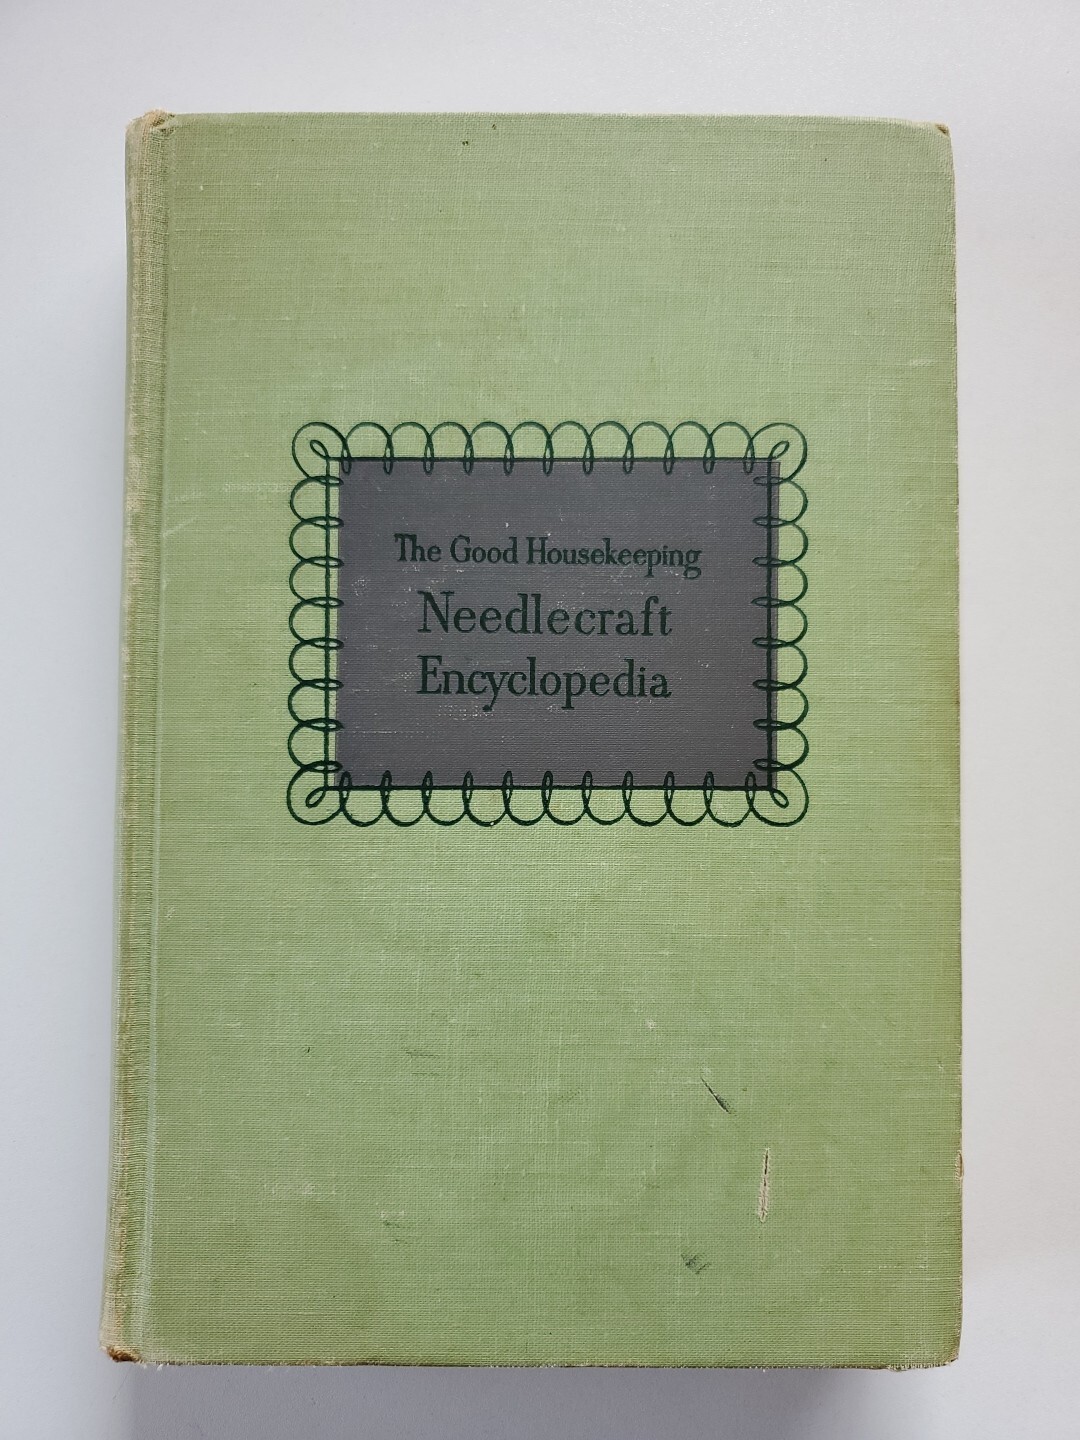 The Good Housekeeping
Needlecraft
Encyclopedia